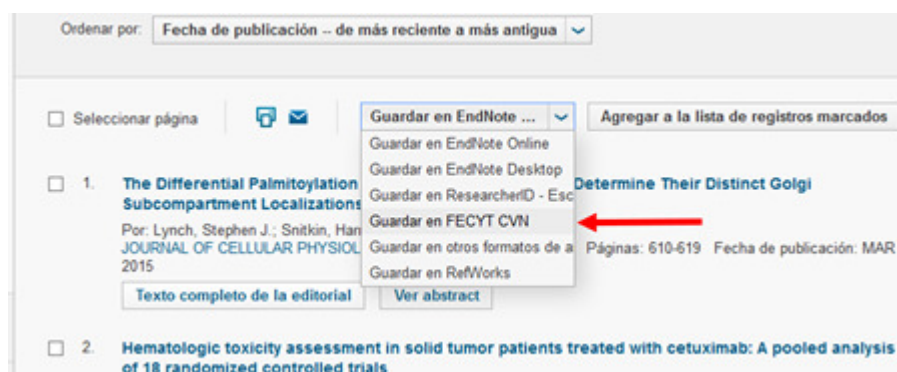 Ordenar por: Fecha de publicación -- de más reciente a más antigua
Seleccionar página Guardar en EndNote ... Agregar a la lista de registros marcados
Guardar en EndNote Online
Guardar en EndNote Desktop
Guardar en ResearcherID - Esc
Guardar en FECYT CVN
Guardar en otros formatos de a
Guardar en RefWorks
1. The Differential Palmitoylation Determine Their Distinct Golgi
Subcompartment Localizations
Por: Lynch, Stephen J.; Snitkin, Han
JOURNAL OF CELLULAR PHYSIOL Páginas: 610-619 Fecha de publicación: MAR
2015
Texto completo de la editorial Ver abstract
2. Hematologic toxicity assessment in solid tumor patients treated with cetuximab: A pooled analysis
of 18 randomized controlled trials